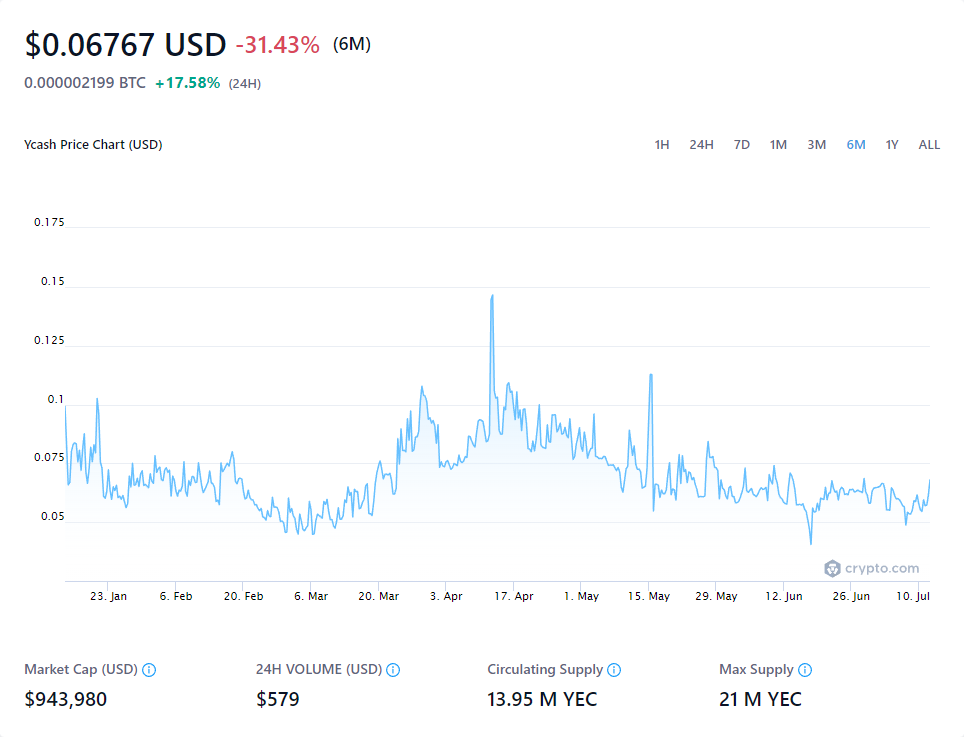 $0.06767 USD -31.43% (6M)
0.000002199 BTC +17.58% (24H)
Ycash Price Chart (USD) 1H 24H 7D 1M 3M 6M 1Y ALL
0.175
0.15
0.125
0.1
0.075
0.05
crypto.com
23. Jan 6. Feb 20. Feb 6. Mar 20. Mar 3. Apr 17. Apr 1. May 15. May 29. May 12. Jun 26. Jun 10. Jul
Market Cap (USD) 24H VOLUME (USD) Circulating Supply Max Supply
$943,980 $579 13.95 M YEC 21 M YEC